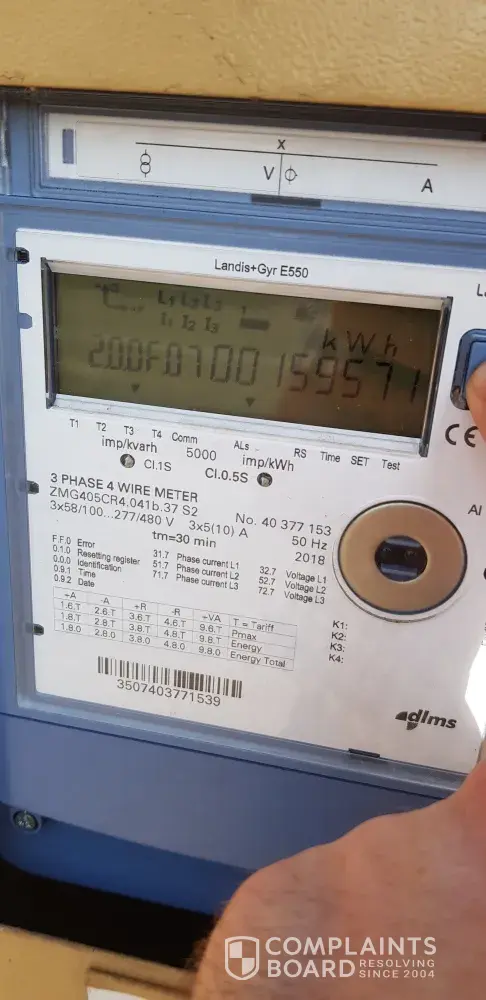 x
V
A
Landis+Gyr E550
L1 L2 L3
kWh
00159571
T1 T2 T3 T4 Comm ALs RS Time SET Test
imp/kvarh 5000 imp/kWh
Cl.1S Cl.0.5S
CE
3 PHASE 4 WIRE METER
ZMG405CR4.041b.37 S2
No. 40 377 153
3x58/100...277/480 V 3x5(10) A 50 Hz
tm=30 min 2018
F.F.0 Error 31.7 Phase current L1 32.7 Voltage L1
0.1.0 Resetting register 51.7 Phase current L2 52.7 Voltage L2
0.0.0 Identification 71.7 Phase current L3 72.7 Voltage L3
0.9.1 Time
0.9.2 Date
+A -A +R -R +VA T = Tariff
1.6.T 2.6.T 3.6.T 4.6.T 9.6.T Pmax
1.8.T 2.8.T 3.8.T 4.8.T 9.8.T Energy
1.8.0 2.8.0 3.8.0 4.8.0 9.8.0 Energy Total
K1:
K2:
K3:
K4:
3507403771539
dlms
COMPLAINTS
BOARD RESOLVING SINCE 2004